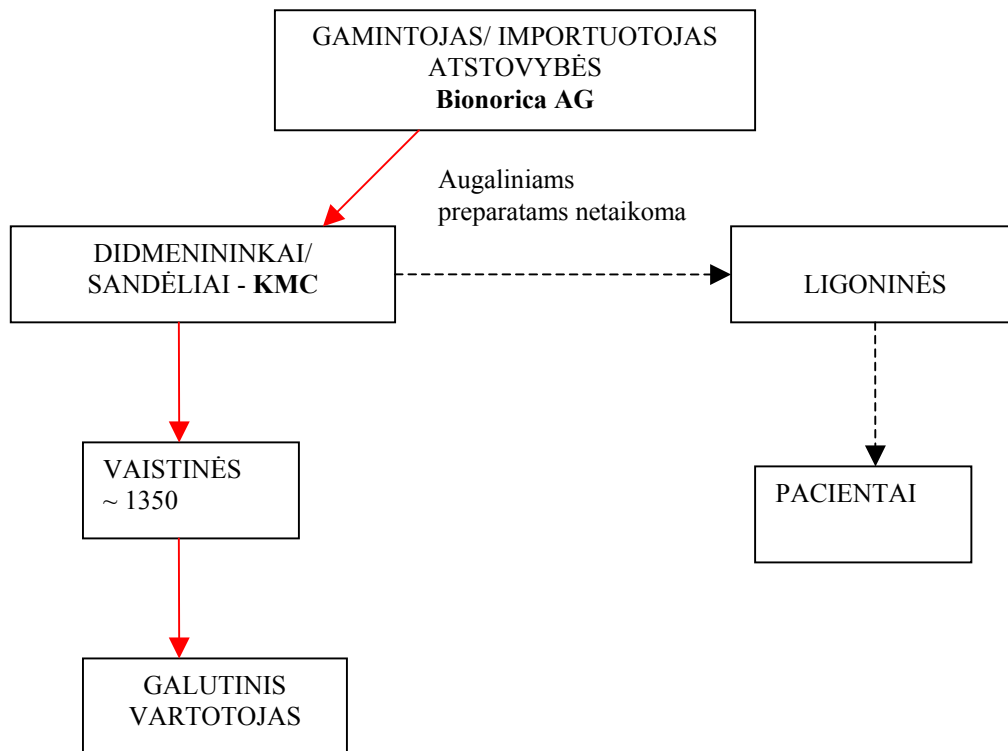 GAMINTOJAS/ IMPORTUOTOJAS
ATSTOVYBĖS
Bionorica AG
Augaliniams
preparatams netaikoma
DIDMENININKAI/
SANDĖLIAI - KMC
LIGONINĖS
VAISTINĖS
~ 1350
PACIENTAI
GALUTINIS
VARTOTOJAS